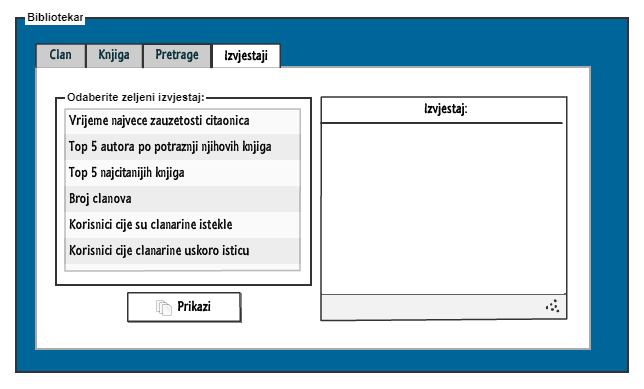 Bibliotekar
Clan
Knjiga
Pretrage
Izvjestaji
Odaberite zeljeni izvjestaj:
Vrijeme najvece zauzetosti citaonica
Top 5 autora po potraznji njihovih knjiga
Top 5 najcitanijih knjiga
Broj clanova
Korisnici cije su clanarine istekle
Korisnici cije clanarine uskoro isticu
Prikazi
Izvjestaj: